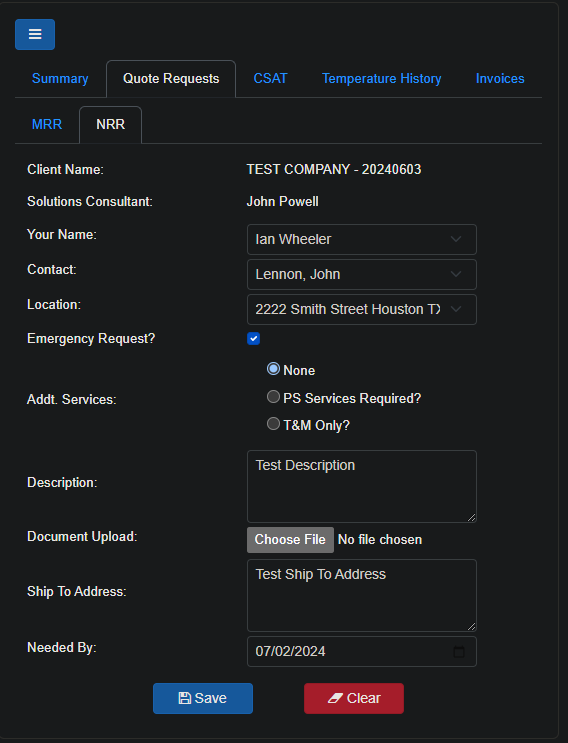 Summary Quote Requests CSAT Temperature History Invoices
MRR NRR
Client Name: TEST COMPANY - 20240603
Solutions Consultant: John Powell
Your Name: Ian Wheeler
Contact: Lennon, John
Location: 2222 Smith Street Houston TX
Emergency Request?
None
Addt. Services: PS Services Required?
T&M Only?
Description: Test Description
Document Upload: Choose File No file chosen
Ship To Address: Test Ship To Address
Needed By: 07/02/2024
Save Clear